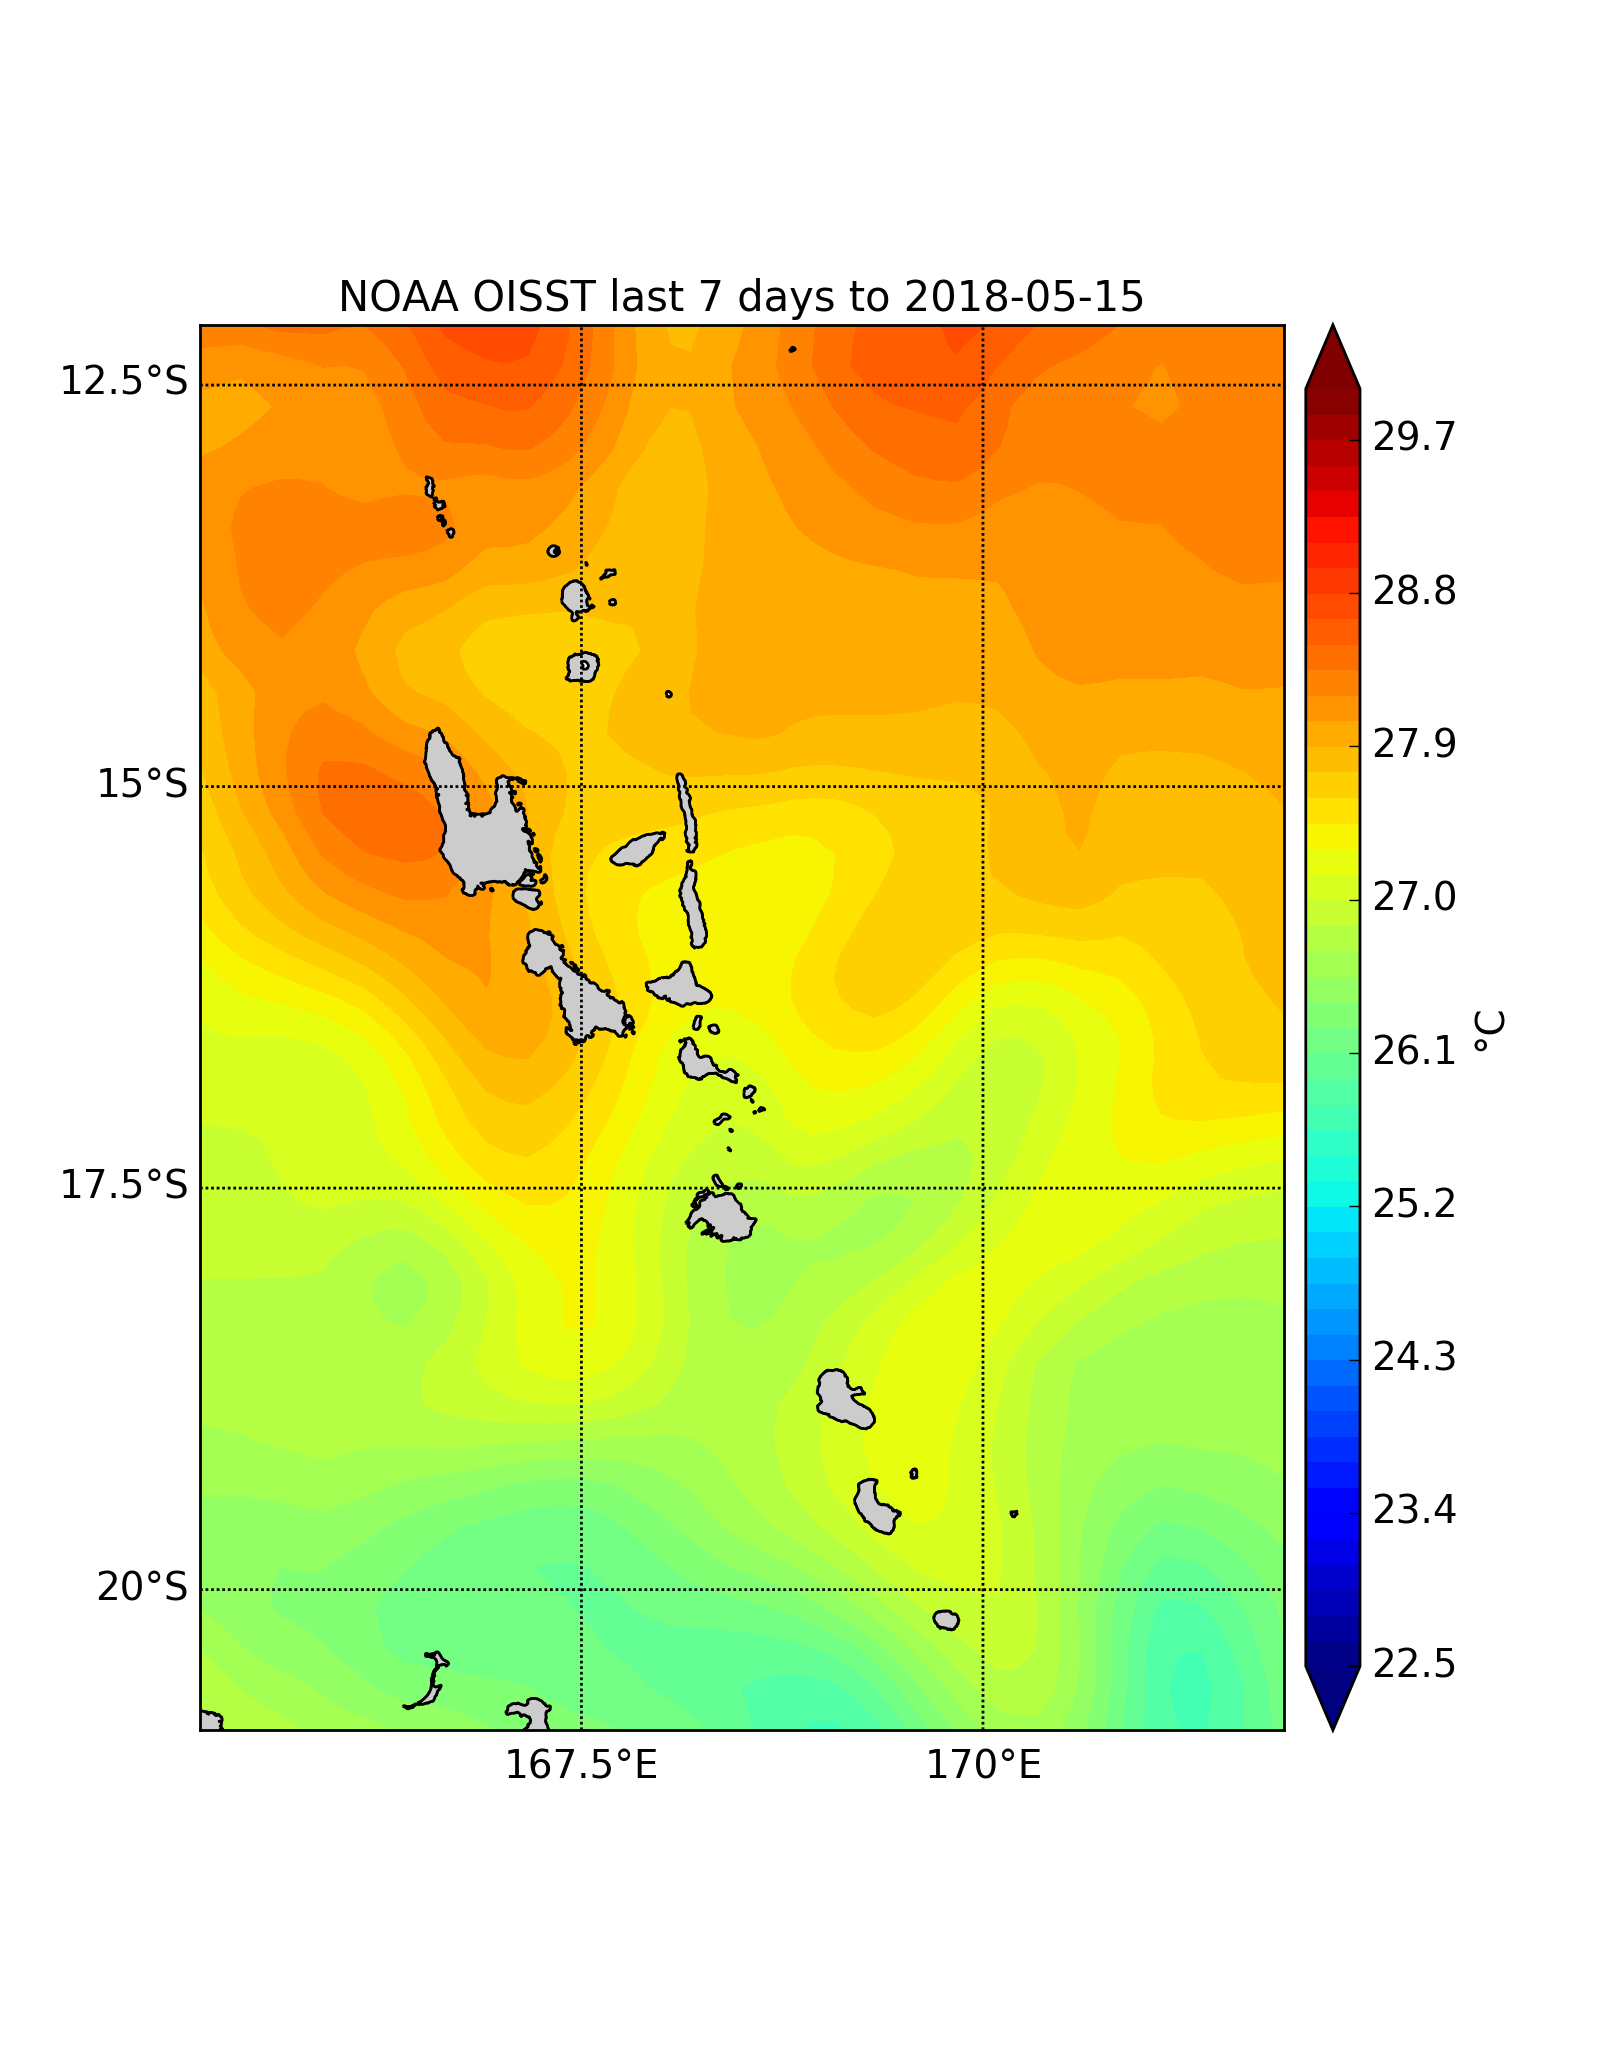 NOAA OISST last 7 days to 2018-05-15
12.5°S
15°S
17.5°S
20°S
167.5°E
170°E
29.7
28.8
27.9
27.0
26.1
25.2
24.3
23.4
22.5
°C